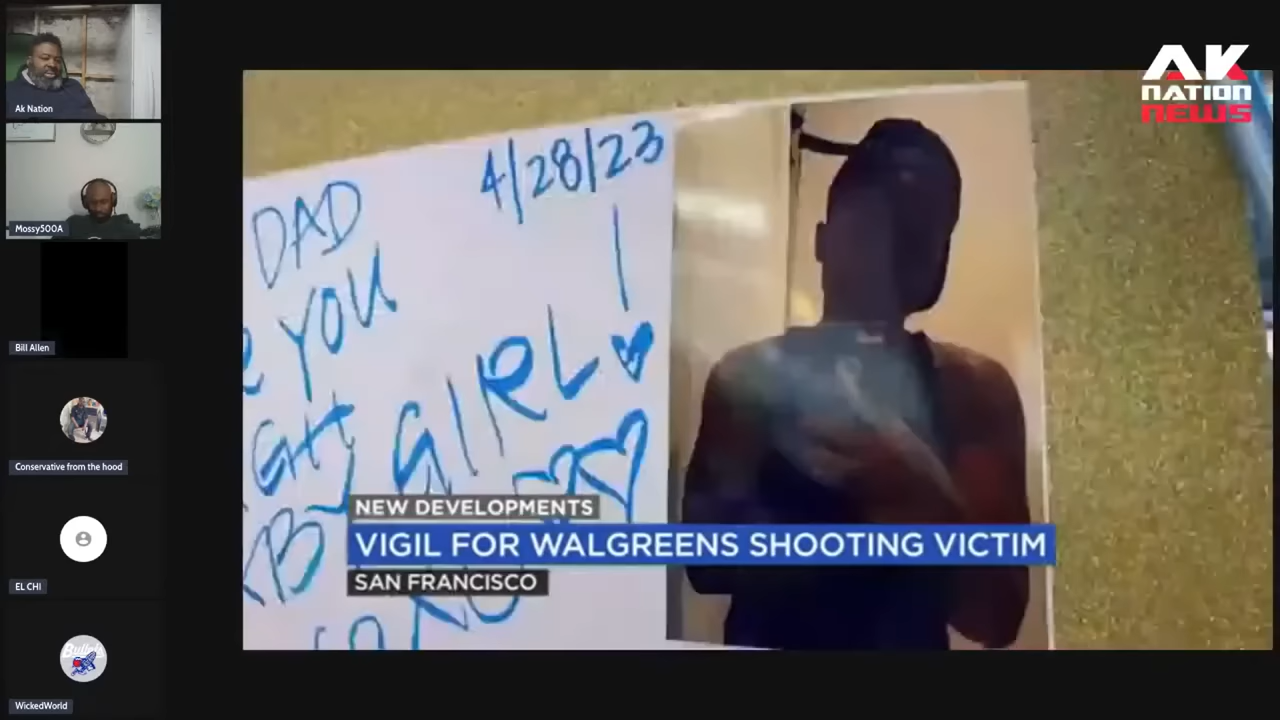 Ak Nation
Mossy500A
Bill Allen
Conservative from the hood
EL CHI
WickedWorld
AK
NATION
NEWS
4/28/23
DAD
YOU
GIRL!
NEW DEVELOPMENTS
VIGIL FOR WALGREENS SHOOTING VICTIM
SAN FRANCISCO